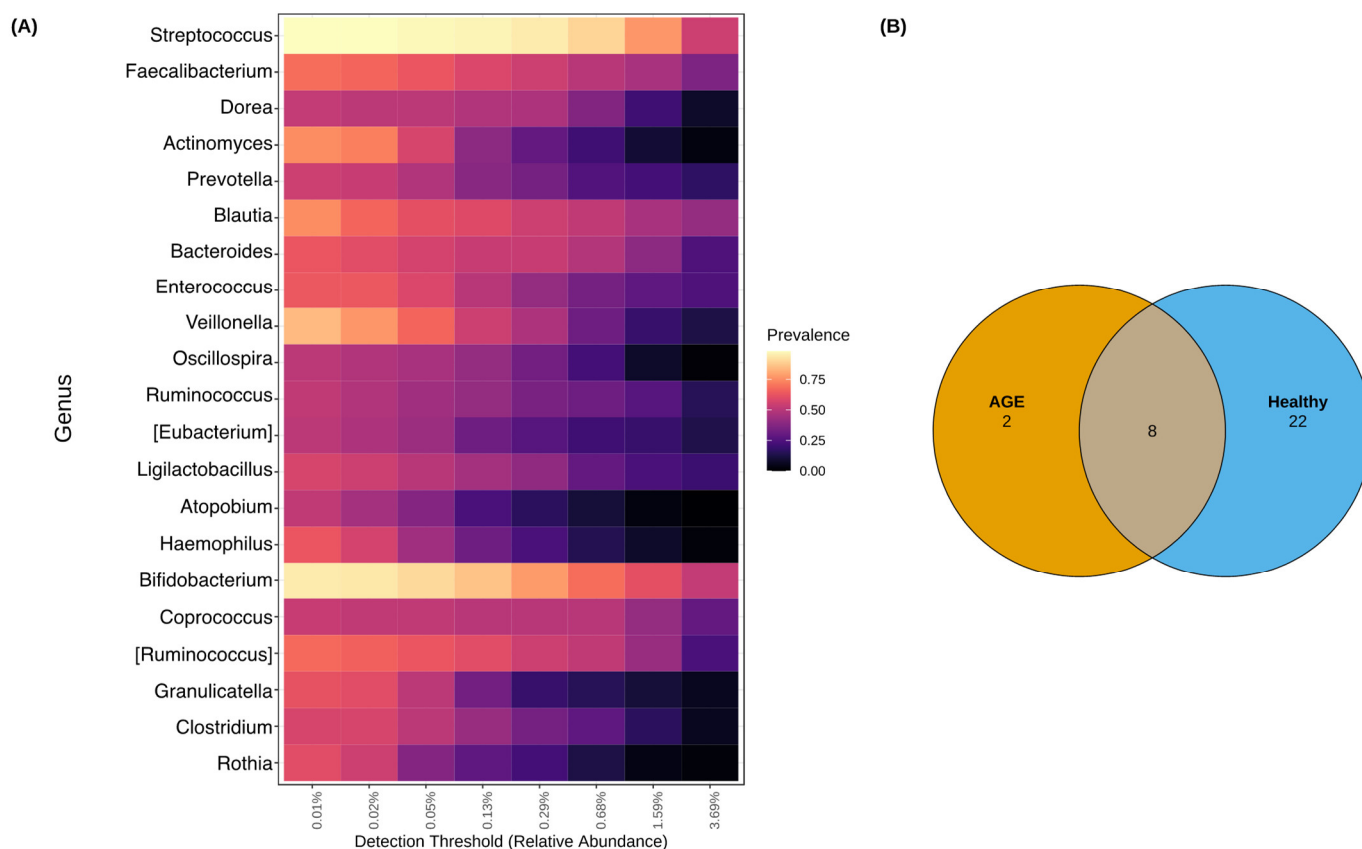 (A)
Genus
Streptococcus
Faecalibacterium
Dorea
Actinomyces
Prevotella
Blautia
Bacteroides
Enterococcus
Veillonella
Oscillospira
Ruminococcus
[Eubacterium]
Ligilactobacillus
Atopobium
Haemophilus
Bifidobacterium
Coprococcus
[Ruminococcus]
Granulicatella
Clostridium
Rothia
0.01%
0.02%
0.05%
0.13%
0.29%
0.68%
1.59%
3.69%
Detection Threshold (Relative Abundance)
Prevalence
0.75
0.50
0.25
0.00
(B)
AGE
2
8
Healthy
22